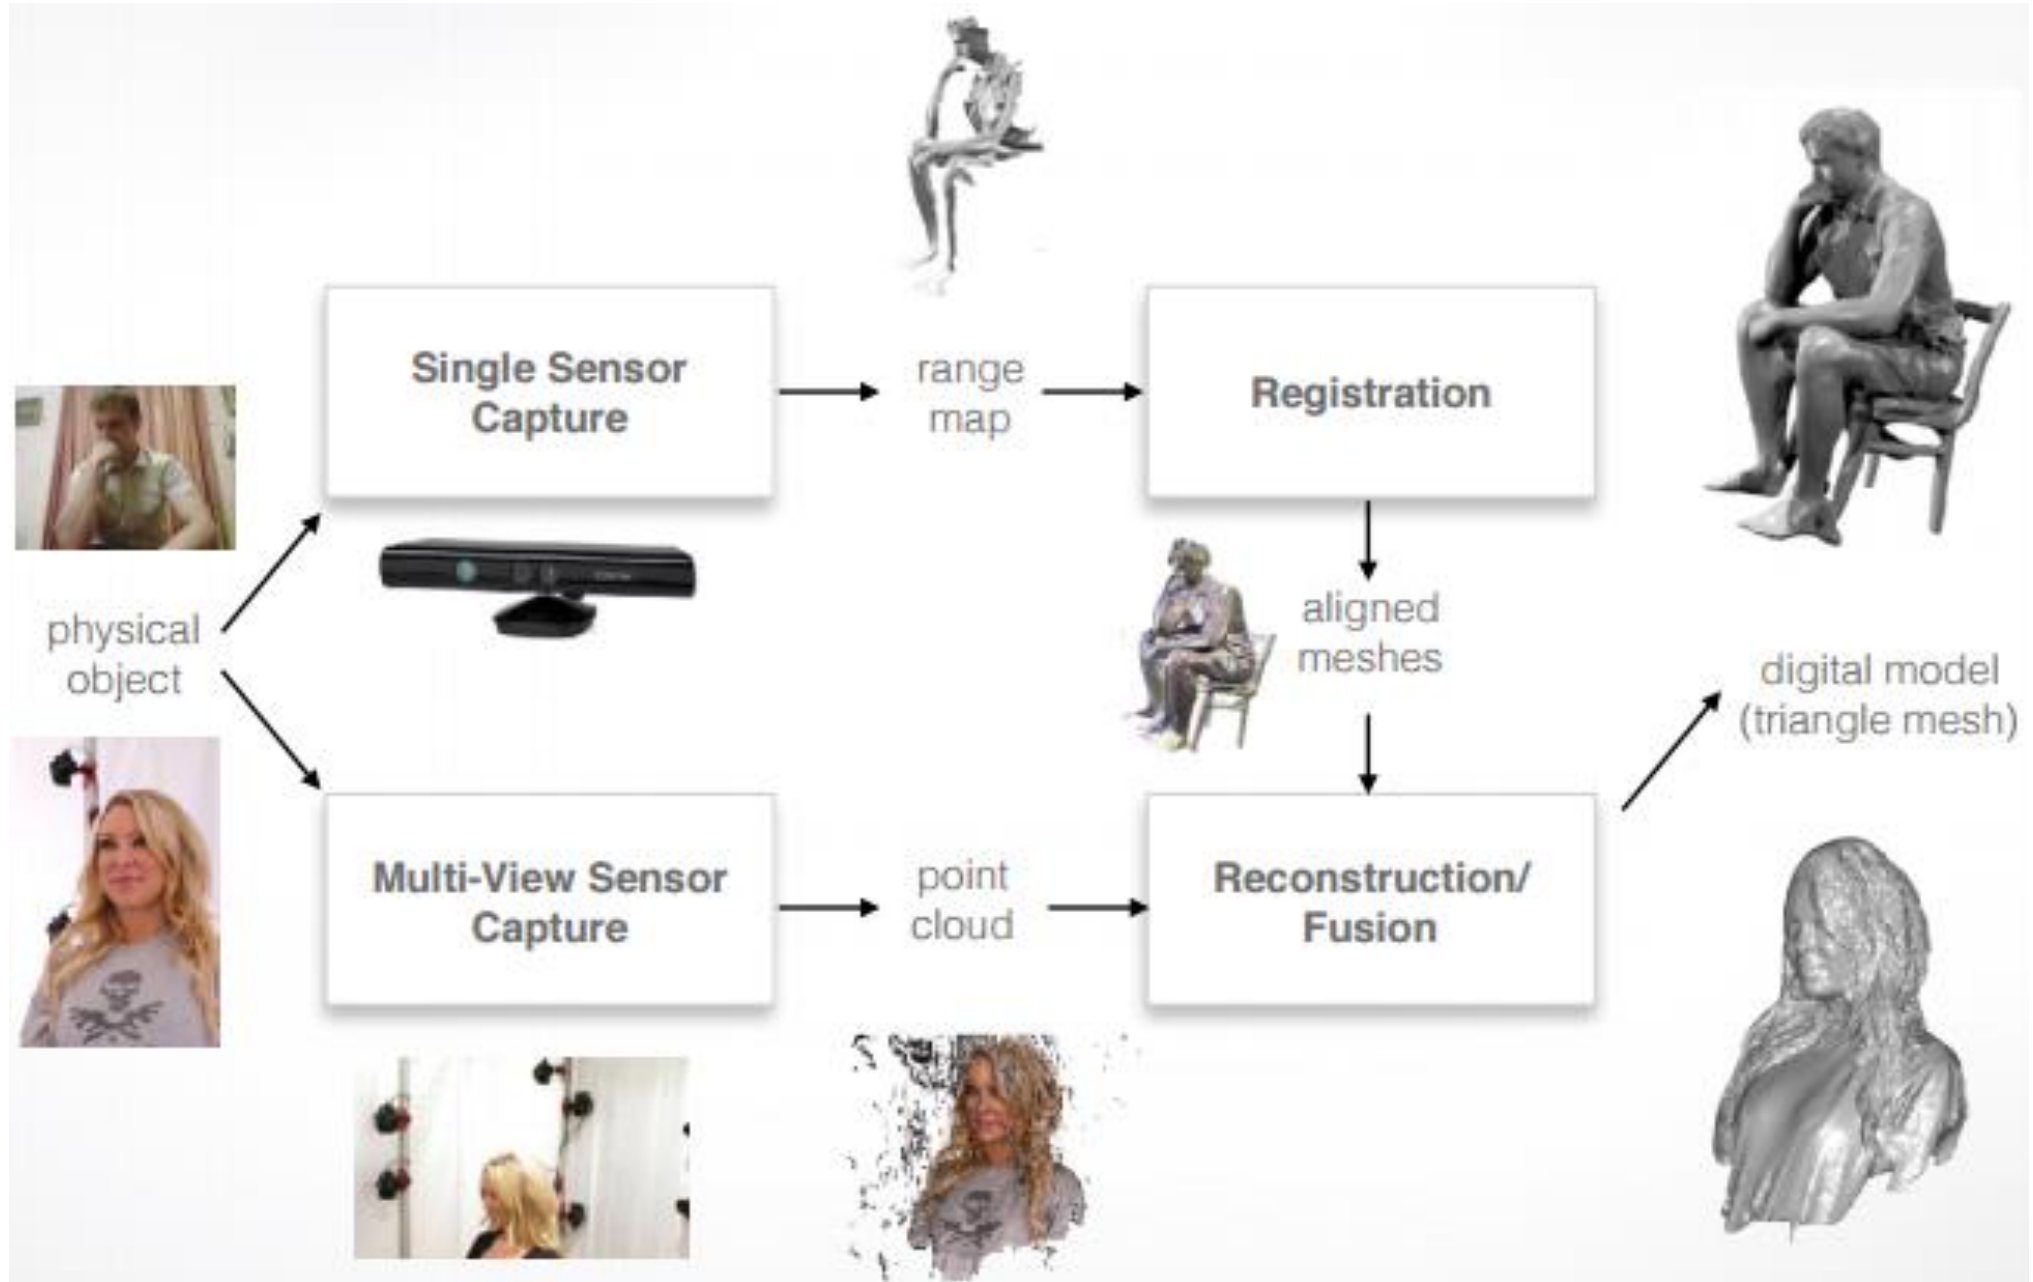 Single Sensor
Capture
range
map
Registration
physical
object
aligned
meshes
digital model
(triangle mesh)
Multi-View Sensor
Capture
point
cloud
Reconstruction/
Fusion